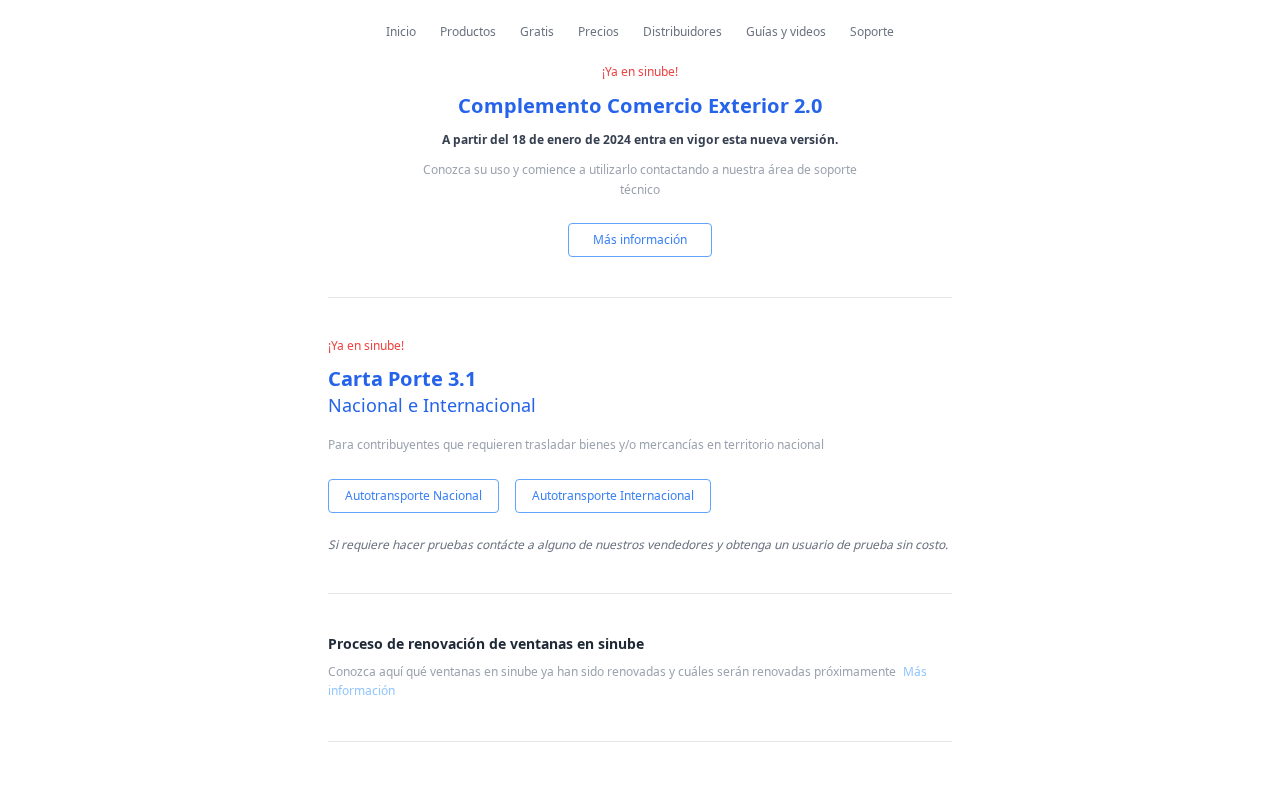 Inicio Productos Gratis Precios Distribuidores Guías y videos Soporte
¡Ya en sinube!
Complemento Comercio Exterior 2.0
A partir del 18 de enero de 2024 entra en vigor esta nueva versión.
Conozca su uso y comience a utilizarlo contactando a nuestra área de soporte
técnico
Más información
¡Ya en sinube!
Carta Porte 3.1
Nacional e Internacional
Para contribuyentes que requieren trasladar bienes y/o mercancías en territorio nacional
Autotransporte Nacional Autotransporte Internacional
Si requiere hacer pruebas contácte a alguno de nuestros vendedores y obtenga un usuario de prueba sin costo.
Proceso de renovación de ventanas en sinube
Conozca aquí qué ventanas en sinube ya han sido renovadas y cuáles serán renovadas próximamente Más
información